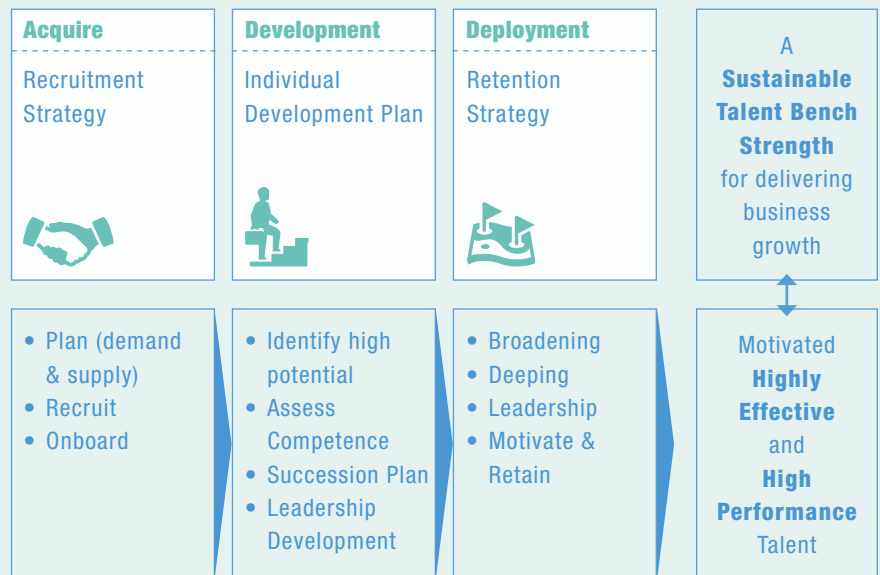 Acquire
Recruitment
Strategy
Development
Individual
Development Plan
Deployment
Retention
Strategy
A
Sustainable
Talent Bench
Strength
for delivering
business
growth
• Plan (demand
& supply)
• Recruit
• Onboard
• Identify high
potential
• Assess
Competence
• Succession Plan
• Leadership
Development
• Broadening
• Deeping
• Leadership
• Motivate &
Retain
Motivated
Highly
Effective
and
High
Performance
Talent